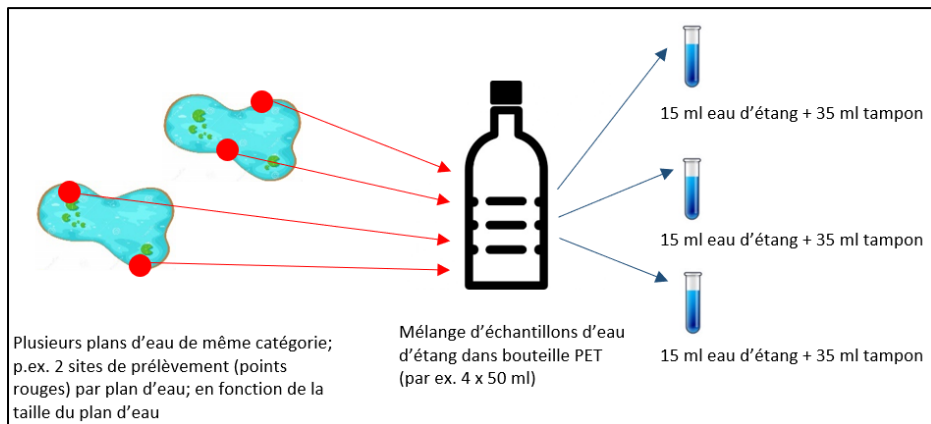 15 ml eau d’étang + 35 ml tampon
15 ml eau d’étang + 35 ml tampon
15 ml eau d’étang + 35 ml tampon
Plusieurs plans d’eau de même catégorie;
p.ex. 2 sites de prélèvement (points
rouges) par plan d’eau; en fonction de la
taille du plan d’eau
Mélange d’échantillons d’eau
d’étang dans bouteille PET
(par ex. 4 x 50 ml)